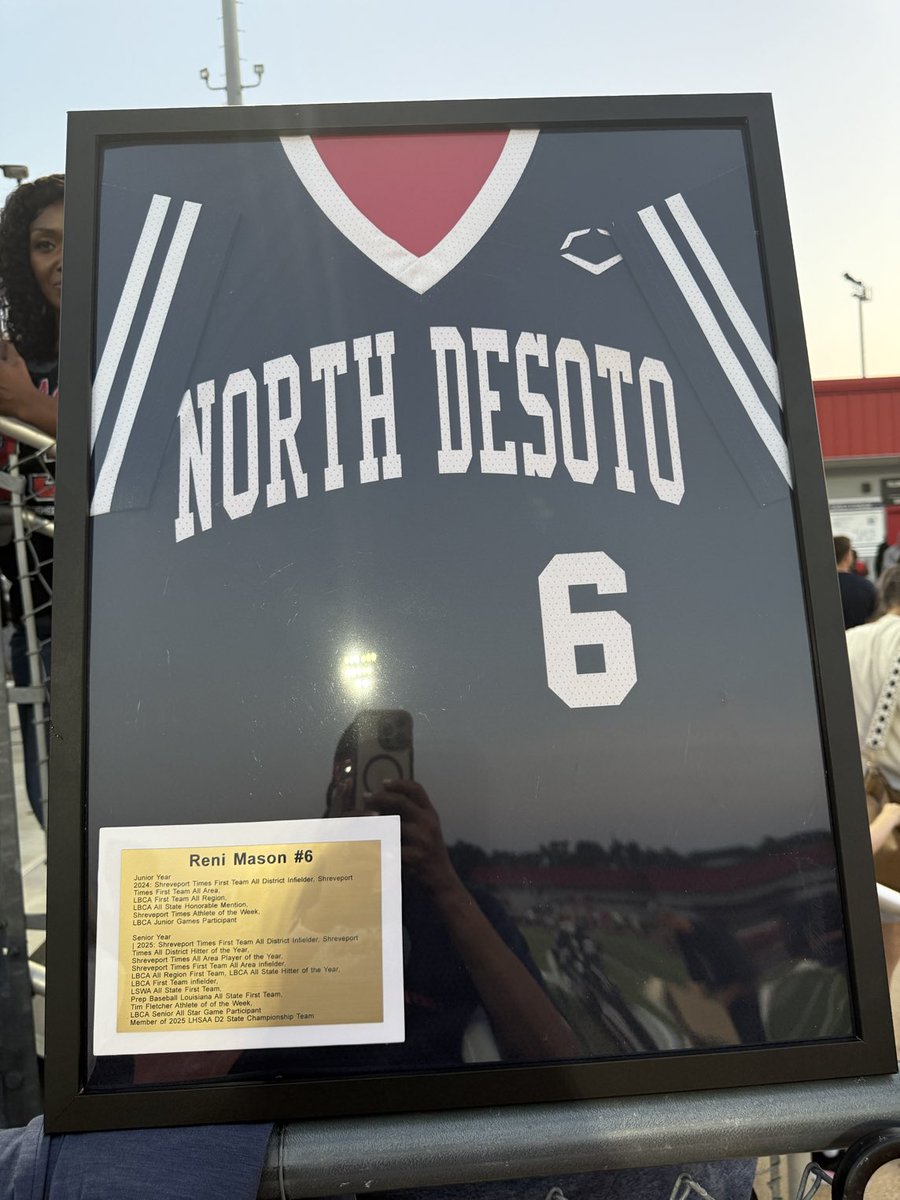 NORTH DESOTO
6
Reni Mason #6
Junior Year
2024: Shreveport Times First Team All District Infielder, Shreveport
Times First Team All Area,
LBCA First Team All Region,
LBCA All State Honorable Mention,
Shreveport Times Athlete of the Week,
LBCA Junior Games Participant
Senior Year
| 2025: Shreveport Times First Team All District Infielder, Shreveport
Times All District Hitter of the Year,
Shreveport Times All Area Player of the Year,
Shreveport Times First Team All Area infielder,
LBCA All Region First Team, LBCA All State Hitter of the Year,
LBCA First Team infielder,
LSWA All State First Team,
Prep Baseball Louisiana All State First Team,
Tim Fletcher Athlete of of the Week,
LBCA Senior All Star Game Participant
Member of 2025 LHSAA D2 State Championship Team